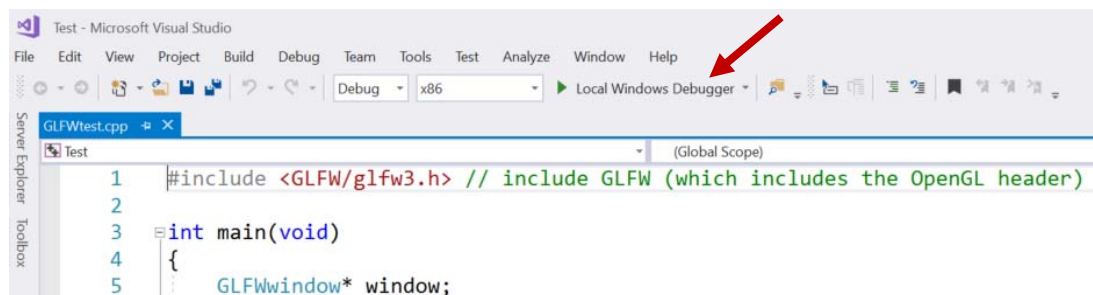 Test - Microsoft Visual Studio
File Edit View Project Build Debug Team Tools Test Analyze Window Help
Debug x86 Local Windows Debugger
Server Explorer
Toolbox
GLFWtest.cpp
Test (Global Scope)
1 #include <GLFW/glfw3.h> // include GLFW (which includes the OpenGL header)
2
3 int main(void)
4 {
5 GLFWwindow* window;